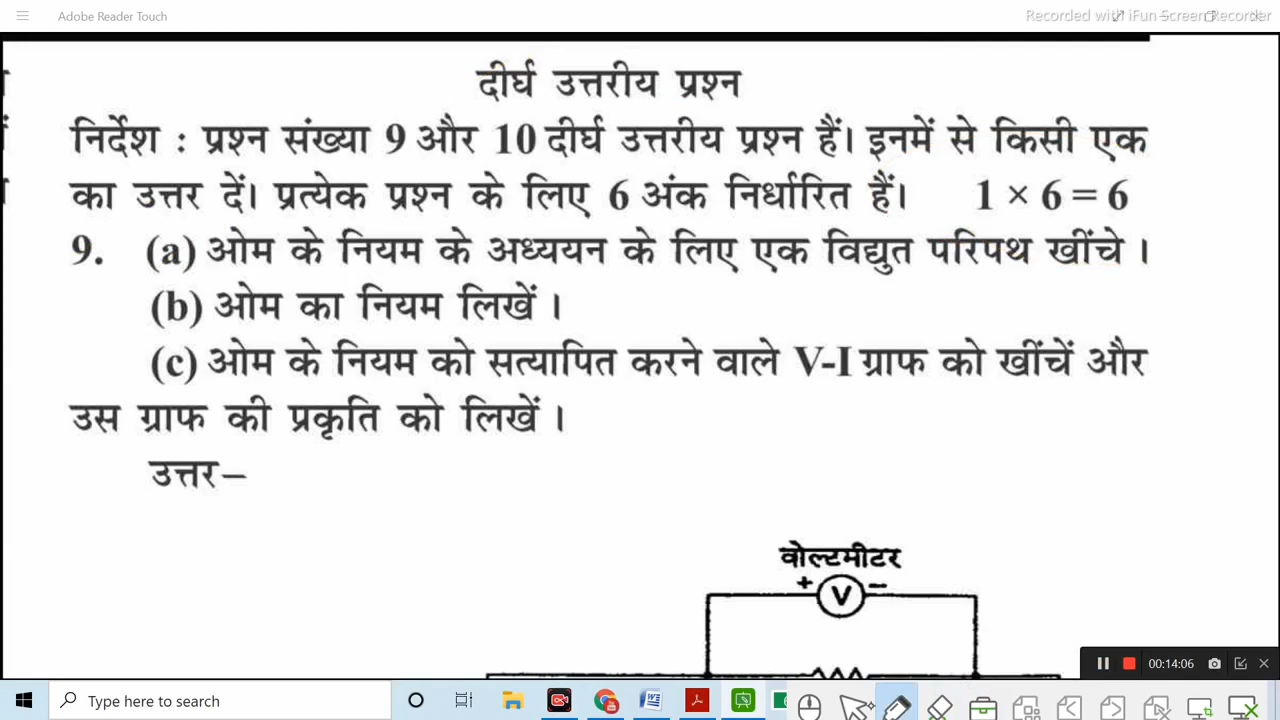 Adobe Reader Touch
Recorded with iFun Screen Recorder
दीर्घ उत्तरीय प्रश्न
निर्देश : प्रश्न संख्या 9 और 10 दीर्घ उत्तरीय प्रश्न हैं। इनमें से किसी एक
का उत्तर दें। प्रत्येक प्रश्न के लिए 6 अंक निर्धारित हैं। 1 × 6 = 6
9. (a) ओम के नियम के अध्ययन के लिए एक विद्युत परिपथ खींचे ।
(b) ओम का नियम लिखें ।
(c) ओम के नियम को सत्यापित करने वाले V-I ग्राफ को खींचें और
उस ग्राफ की प्रकृति को लिखें ।
उत्तर–
वोल्टमीटर
+ V –
00:14:06
Type here to search